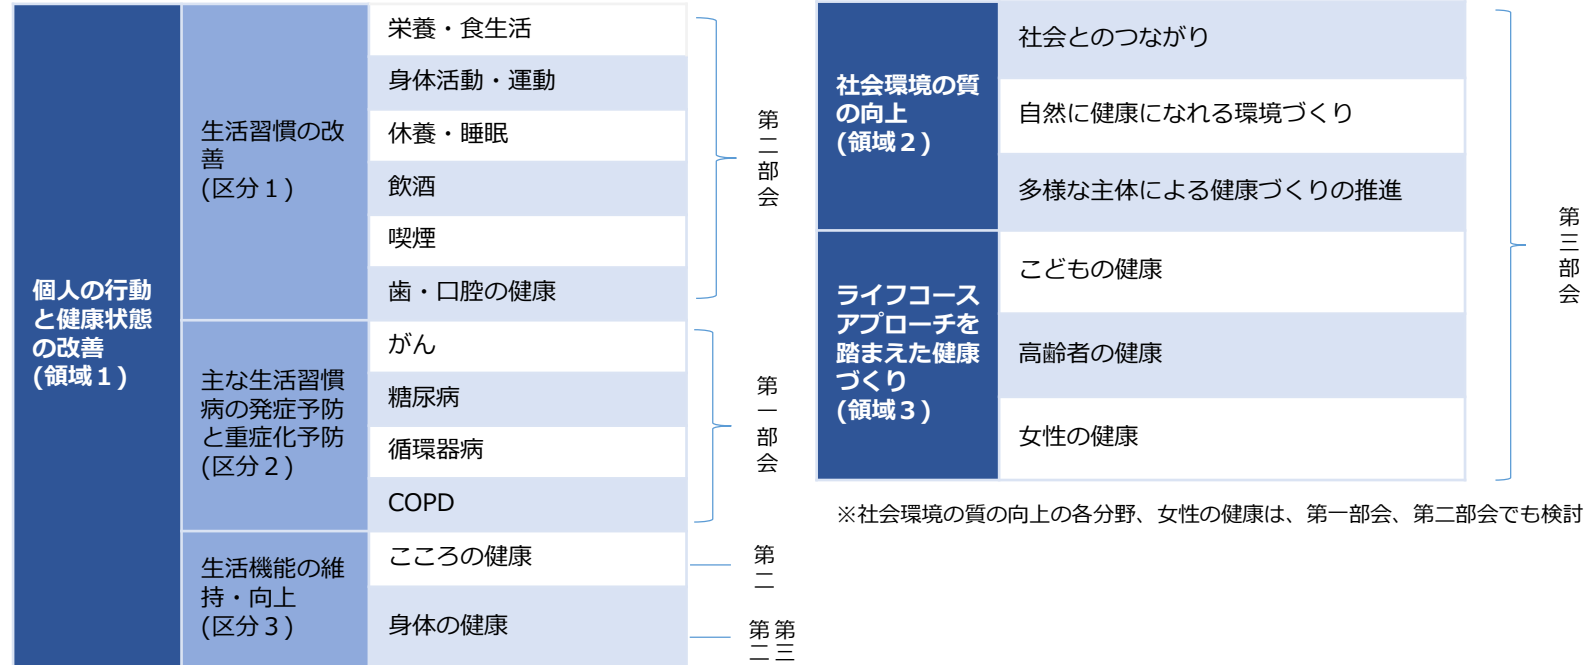 個人の行動
と健康状態
の改善
(領域１)
生活習慣の改
善
(区分１)
栄養・食生活
身体活動・運動
休養・睡眠
飲酒
喫煙
歯・口腔の健康
第二部会
主な生活習慣
病の発症予防
と重症化予防
(区分２)
がん
糖尿病
循環器病
COPD
第一部会
生活機能の維
持・向上
(区分３)
こころの健康
第二
身体の健康
第二
第三
社会環境の質
の向上
(領域２)
社会とのつながり
自然に健康になれる環境づくり
多様な主体による健康づくりの推進
ライフコース
アプローチを
踏まえた健康
づくり
(領域３)
こどもの健康
高齢者の健康
女性の健康
第三部会
※社会環境の質の向上の各分野、女性の健康は、第一部会、第二部会でも検討